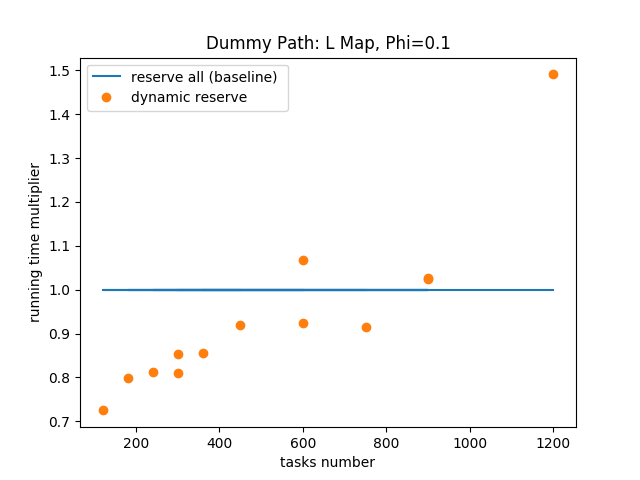 Dummy Path: L Map, Phi=0.1
reserve all (baseline)
dynamic reserve
running time multiplier
1.5
1.4
1.3
1.2
1.1
1.0
0.9
0.8
0.7
200 400 600 800 1000 1200
tasks number